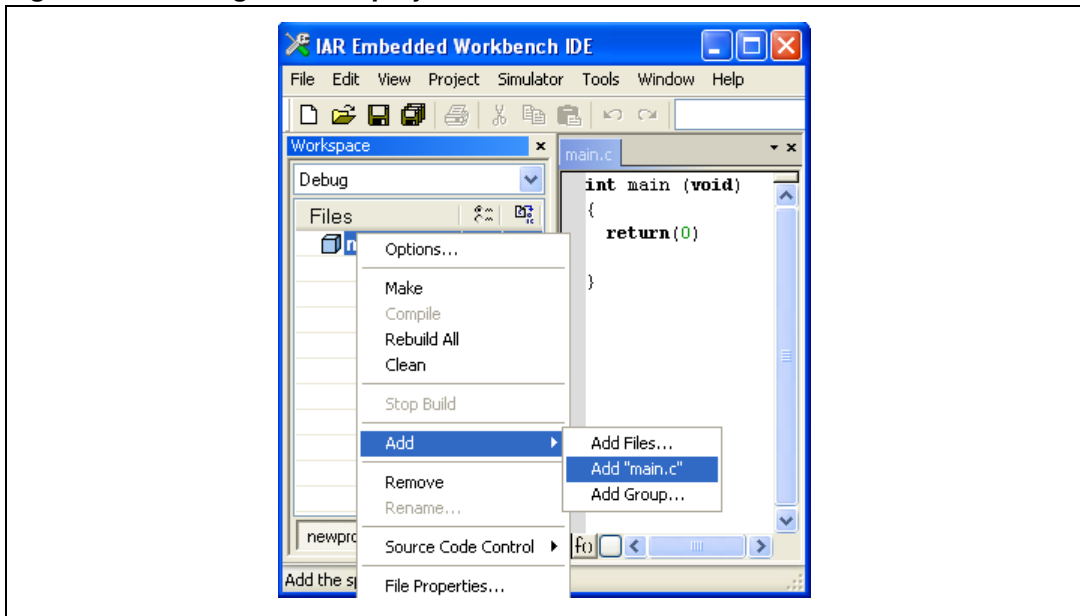 IAR Embedded Workbench IDE
File Edit View Project Simulator Tools Window Help
Workspace
Debug
Files
main.c
int main (void)
{
return(0)
}
Options...
Make
Compile
Rebuild All
Clean
Stop Build
Add
Add Files...
Add "main.c"
Add Group...
Remove
Rename...
Source Code Control
File Properties...
newpro
f()
Add the s